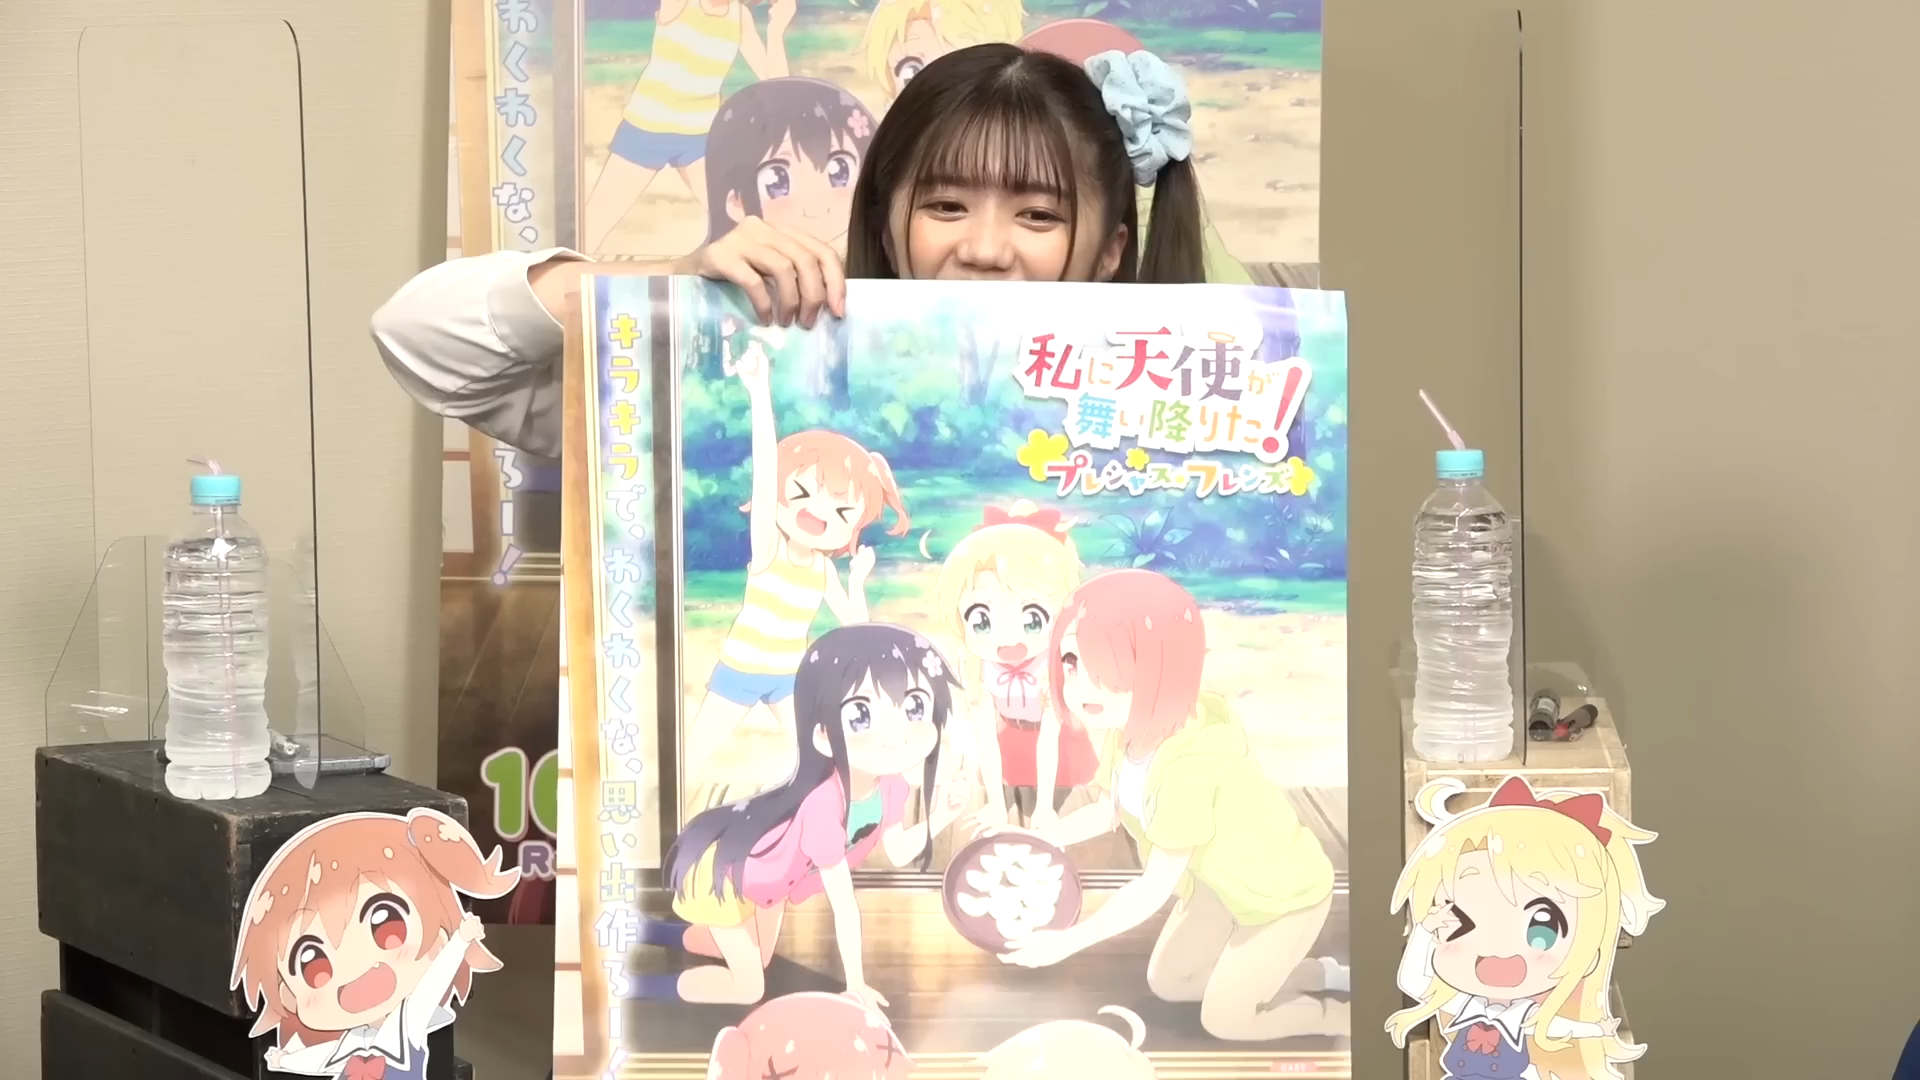 わくわくな、
ろー!
10
R
キラキラで、わくわくな、思い出作ろー!
私に天使が
舞い降りた!
プレシャス・フレンズ